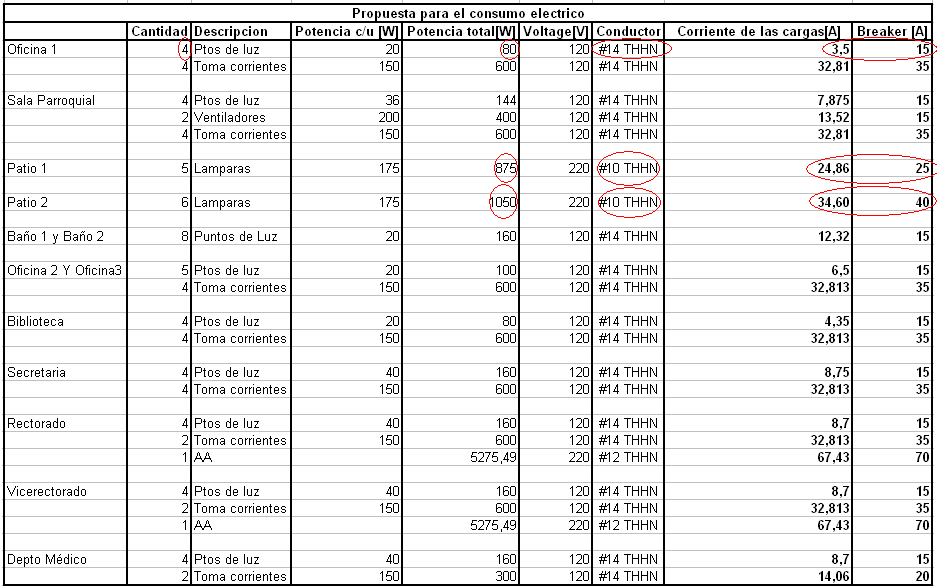 Propuesta para el consumo electrico
Cantidad Descripcion Potencia c/u [W] Potencia total[W] Voltage[V] Conductor Corriente de las cargas[A] Breaker [A]
Oficina 1 4 Ptos de luz 20 80 120 #14 THHN 3,5 15
4 Toma corrientes 150 600 120 #14 THHN 32,81 35
Sala Parroquial 4 Ptos de luz 36 144 120 #14 THHN 7,875 15
2 Ventiladores 200 400 120 #14 THHN 13,52 15
4 Toma corrientes 150 600 120 #14 THHN 32,81 35
Patio 1 5 Lamparas 175 875 220 #10 THHN 24,86 25
Patio 2 6 Lamparas 175 1050 220 #10 THHN 34,60 40
Baño 1 y Baño 2 8 Puntos de Luz 20 160 120 #14 THHN 12,32 15
Oficina 2 Y Oficina3 5 Ptos de luz 20 100 120 #14 THHN 6,5 15
4 Toma corrientes 150 600 120 #14 THHN 32,813 35
Biblioteca 4 Ptos de luz 20 80 120 #14 THHN 4,35 15
4 Toma corrientes 150 600 120 #14 THHN 32,813 35
Secretaria 4 Ptos de luz 40 160 120 #14 THHN 8,75 15
4 Toma corrientes 150 600 120 #14 THHN 32,813 35
Rectorado 4 Ptos de luz 40 160 120 #14 THHN 8,7 15
2 Toma corrientes 150 600 120 #14 THHN 32,813 35
1 AA 5275,49 220 #12 THHN 67,43 70
Vicerectorado 4 Ptos de luz 40 160 120 #14 THHN 8,7 15
2 Toma corrientes 150 600 120 #14 THHN 32,813 35
1 AA 5275,49 220 #12 THHN 67,43 70
Depto Médico 4 Ptos de luz 40 160 120 #14 THHN 8,7 15
2 Toma corrientes 150 300 120 #14 THHN 14,06 20